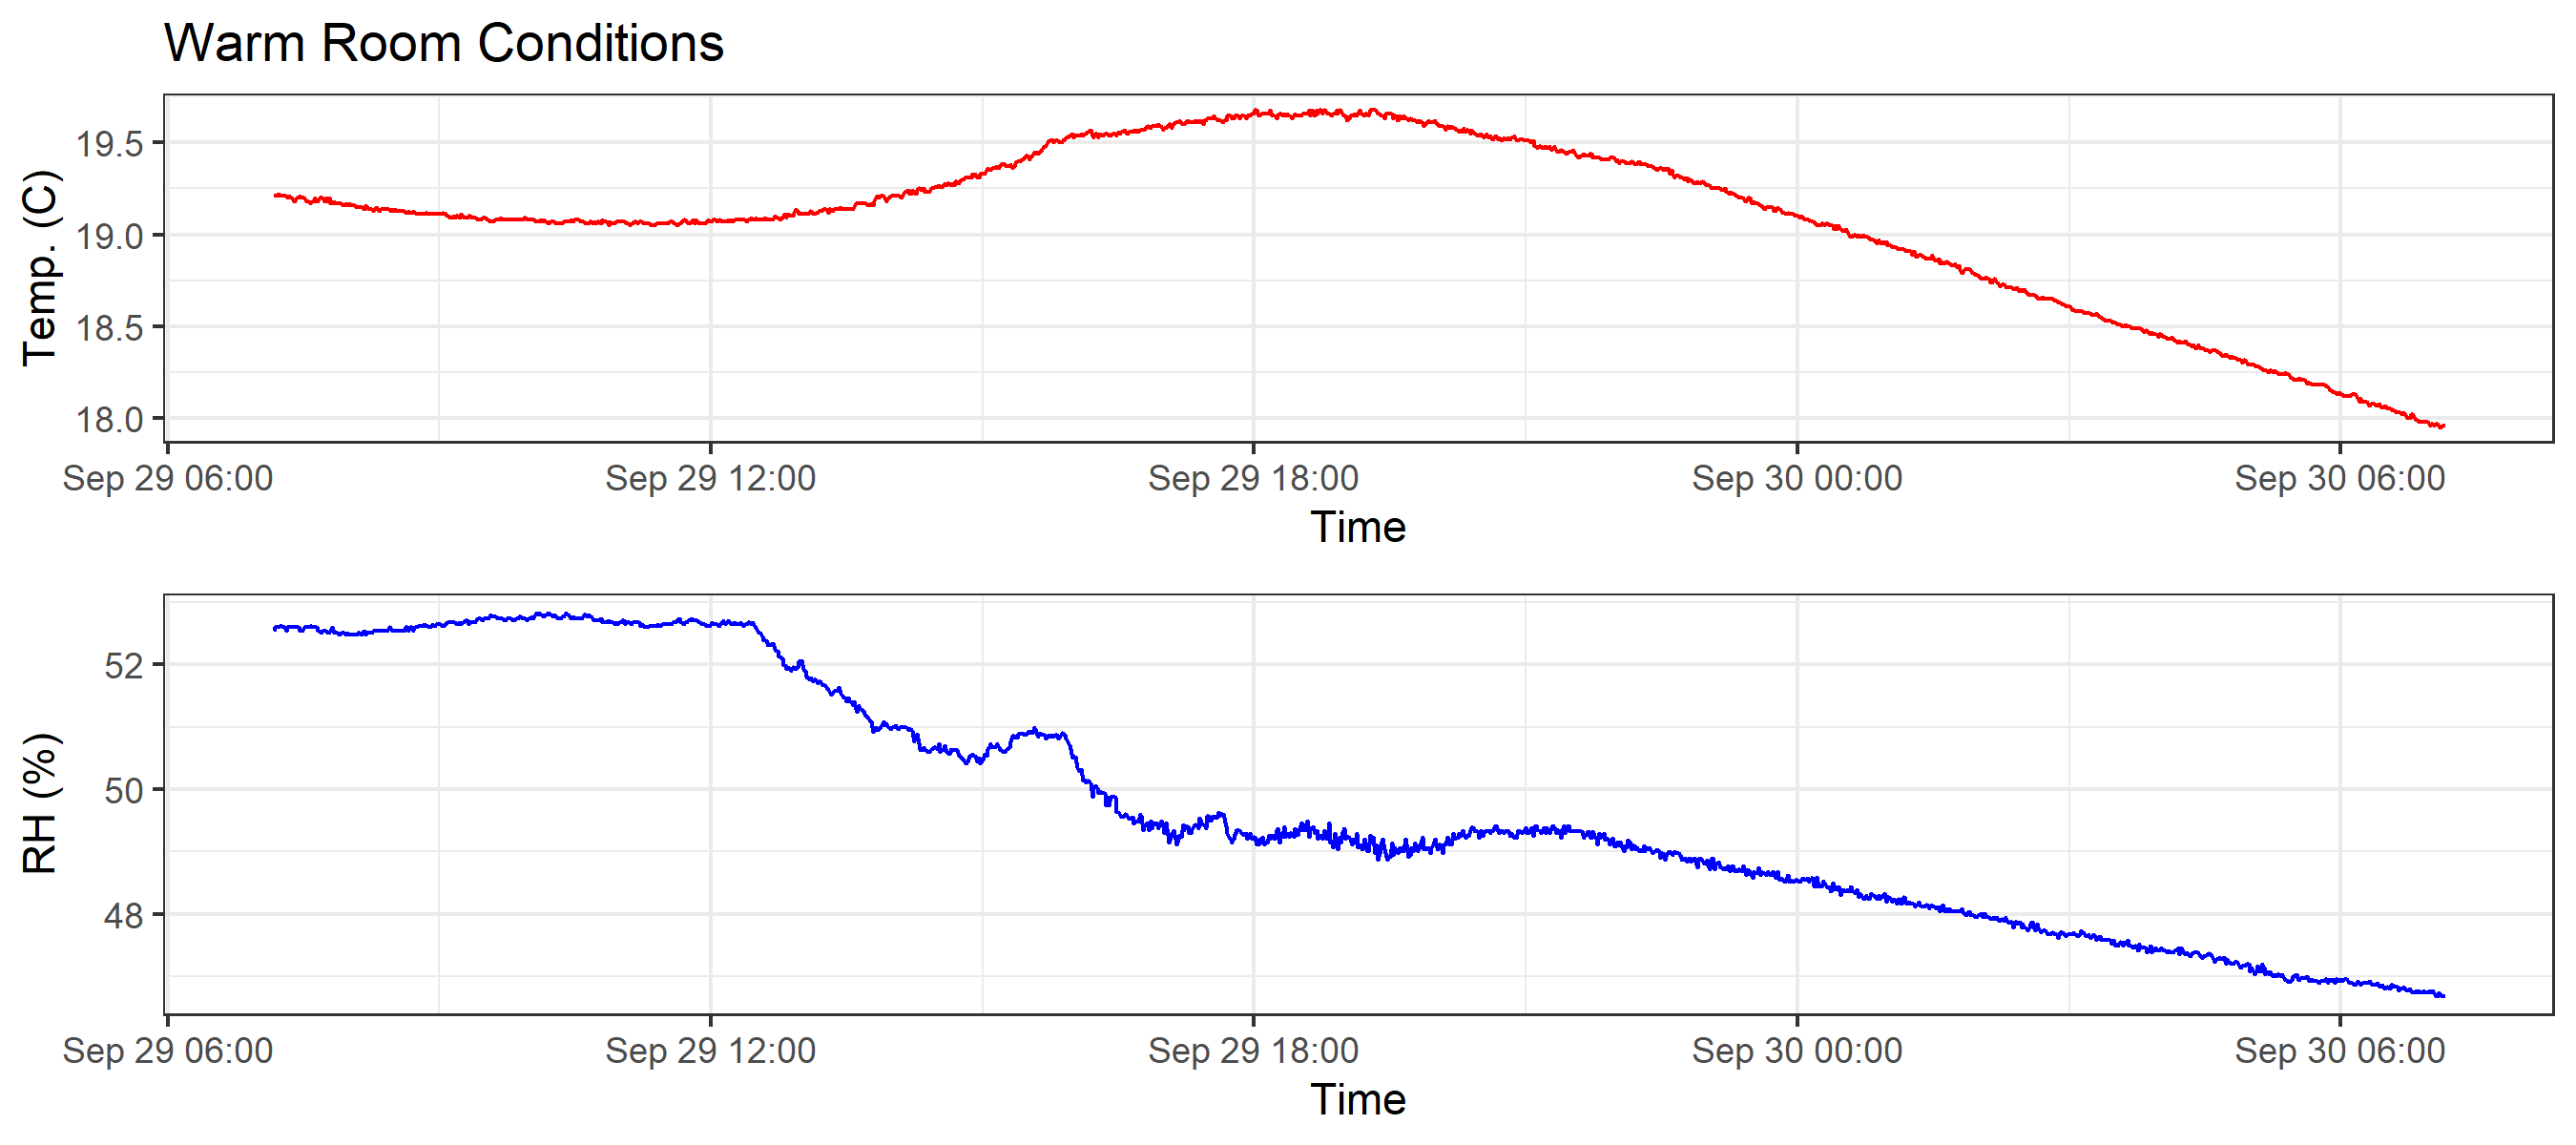 Warm Room Conditions
Temp. (C)
19.5
19.0
18.5
18.0
Sep 29 06:00 Sep 29 12:00 Sep 29 18:00 Sep 30 00:00 Sep 30 06:00
Time
RH (%)
52
50
48
Sep 29 06:00 Sep 29 12:00 Sep 29 18:00 Sep 30 00:00 Sep 30 06:00
Time